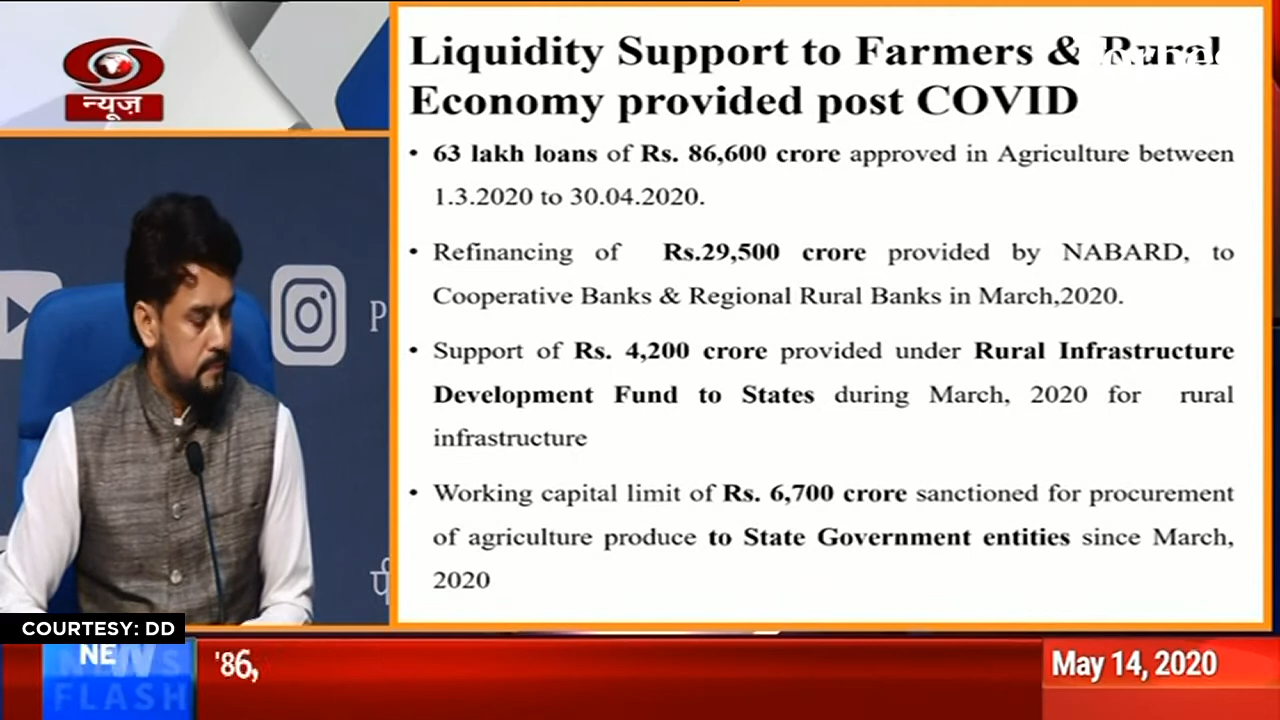 न्यूज़
Liquidity Support to Farmers & Rural
Economy provided post COVID
• 63 lakh loans of Rs. 86,600 crore approved in Agriculture between
1.3.2020 to 30.04.2020.
• Refinancing of Rs.29,500 crore provided by NABARD, to
Cooperative Banks & Regional Rural Banks in March,2020.
• Support of Rs. 4,200 crore provided under Rural Infrastructure
Development Fund to States during March, 2020 for rural
infrastructure
• Working capital limit of Rs. 6,700 crore sanctioned for procurement
of agriculture produce to State Government entities since March,
2020
P
पी
COURTESY: DD
NEWS
FLASH
'86,
May 14, 2020